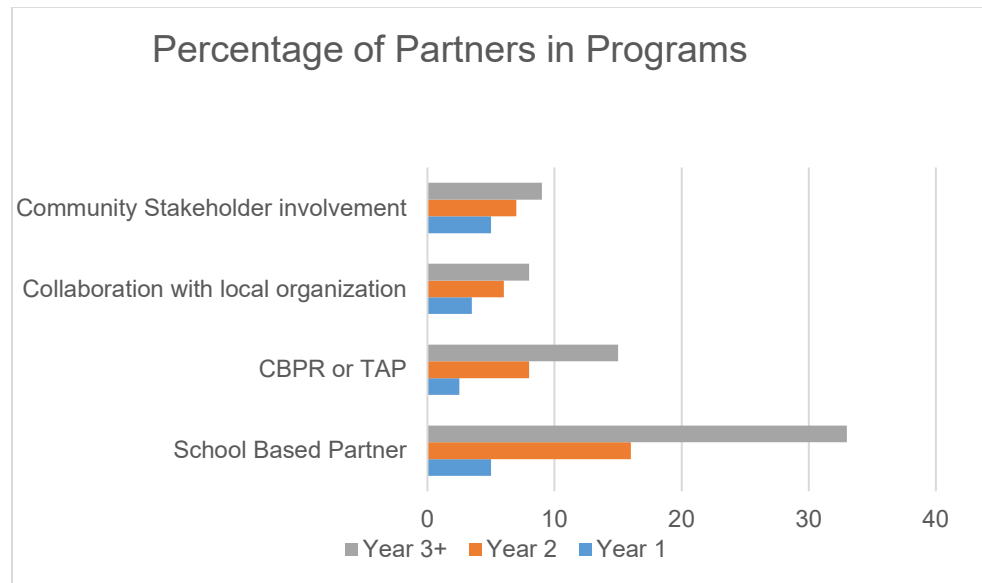 Percentage of Partners in Programs
Community Stakeholder involvement
Collaboration with local organization
CBPR or TAP
School Based Partner
0 10 20 30 40
Year 3+ Year 2 Year 1